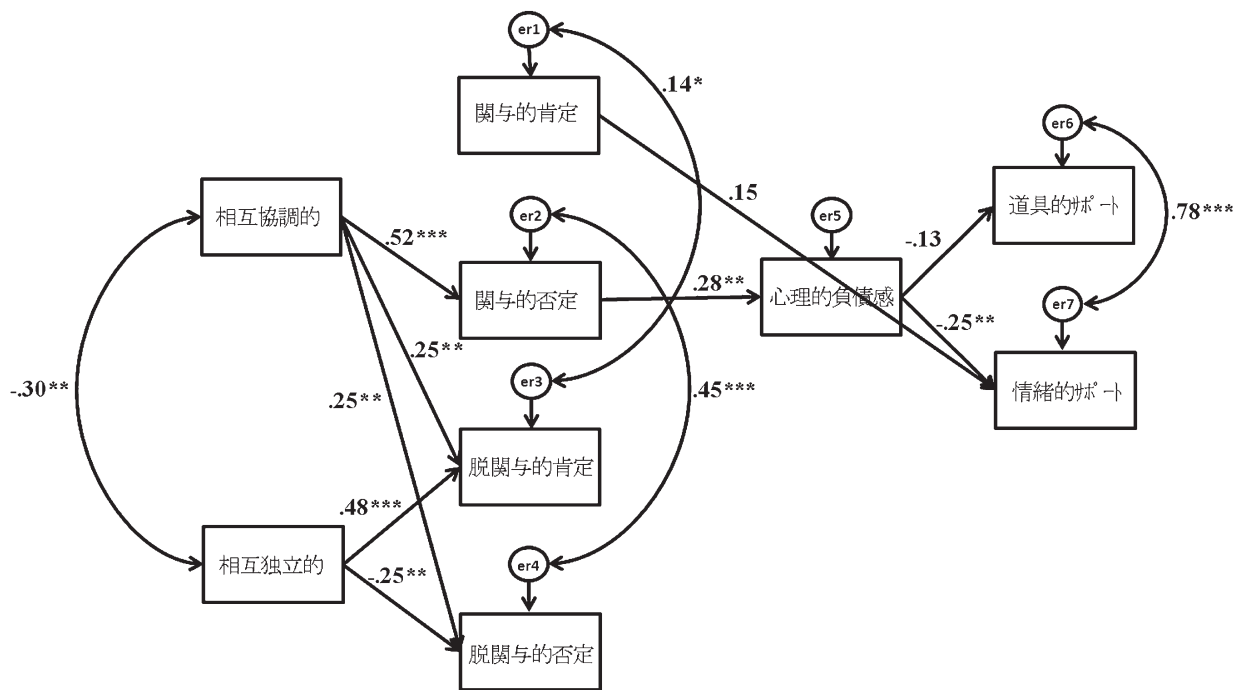 er1
.14*
関与的肯定
er6
.15
道具的サポート
相互協調的
er2
er5
.78***
.52***
-.13
関与的否定
.28**
心理的負債感
er7
-.25**
.25**
er3
-.30**
.25**
.45***
情緒的サポート
脱関与的肯定
.48***
相互独立的
er4
-.25**
脱関与的否定